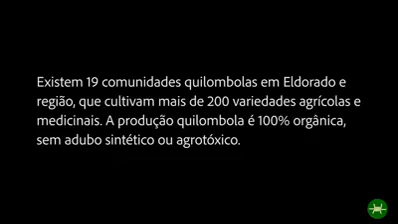 Existem 19 comunidades quilombolas em Eldorado e
região, que cultivam mais de 200 variedades agrícolas e
medicinais. A produção quilombola é 100% orgânica,
sem adubo sintético ou agrotóxico.